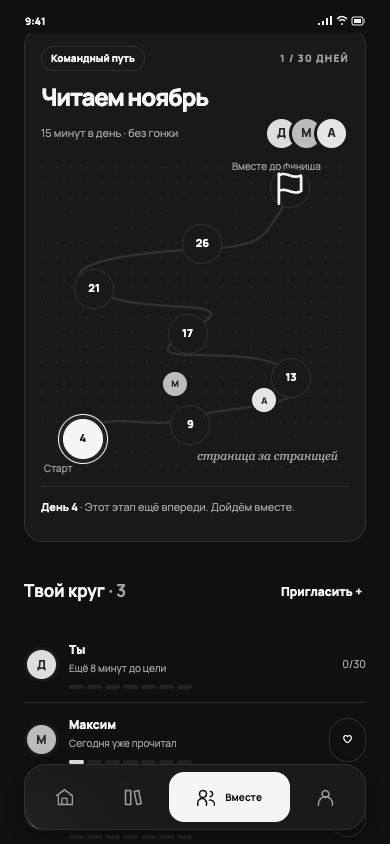 9:41
Командный путь
1 / 30 ДНЕЙ
Читаем ноябрь
15 минут в день · без гонки
Д М А
Вместе до финиша
26
21
17
13
М
А
9
4
Старт
страница за страницей
День 4 · Этот этап ещё впереди. Дойдём вместе.
Твой круг · 3
Пригласить +
Ты
Д
Ещё 8 минут до цели
0/30
Максим
М
Сегодня уже прочитал
Вместе